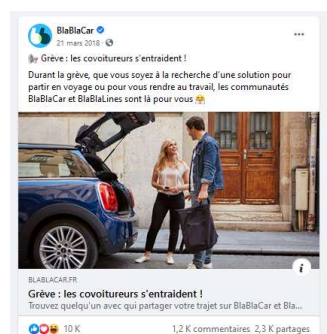 BlaBlaCar
21 mars 2018 ·
Grève : les covoitureurs s'entraident !
Durant la grève, que vous soyez à la recherche d'une solution pour
partir en voyage ou pour vous rendre au travail, les communautés
BlaBlaCar et BlaBlaLines sont là pour vous
BLABLACAR.FR
Grève : les covoitureurs s'entraident !
Trouvez quelqu'un avec qui partager votre trajet sur BlaBlaCar et Bla...
10 K 1,2 K commentaires 2,3 K partages